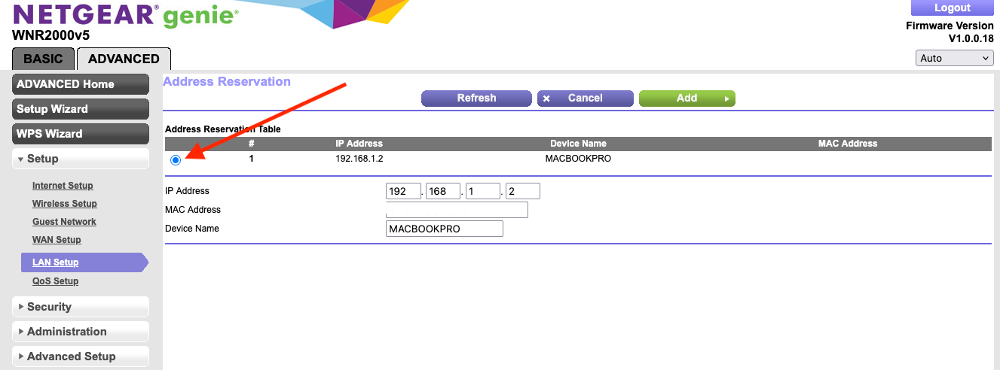 NETGEAR® genie®
WNR2000v5
Logout
Firmware Version
V1.0.0.18
Auto
BASIC
ADVANCED
ADVANCED Home
Setup Wizard
WPS Wizard
Setup
Internet Setup
Wireless Setup
Guest Network
WAN Setup
LAN Setup
QoS Setup
Security
Administration
Advanced Setup
Address Reservation
Refresh
Cancel
Add
Address Reservation Table
# IP Address Device Name MAC Address
1 192.168.1.2 MACBOOKPRO
IP Address 192 . 168 . 1 . 2
MAC Address
Device Name MACBOOKPRO